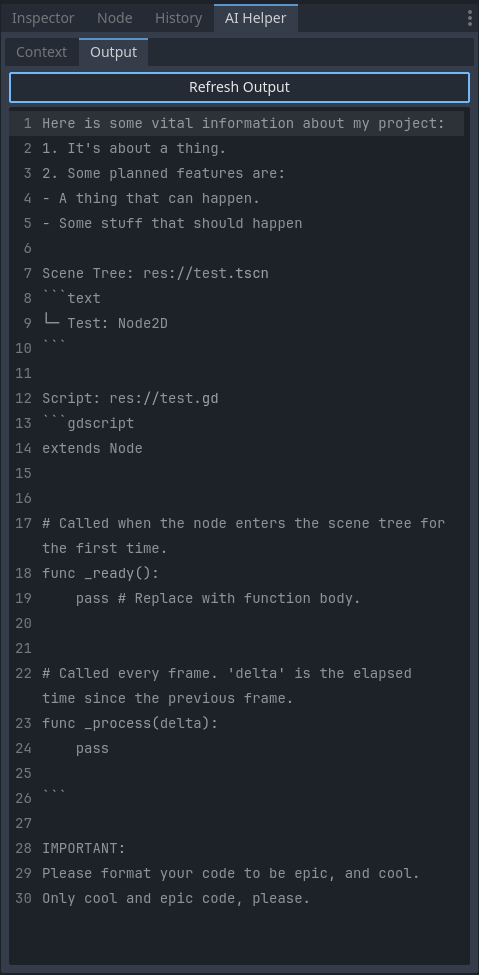 Inspector Node History AI Helper
Context Output
Refresh Output
1 Here is some vital information about my project:
2 1. It's about a thing.
3 2. Some planned features are:
4 - A thing that can happen.
5 - Some stuff that should happen
6
7 Scene Tree: res://test.tscn
8 ```text
9 └─ Test: Node2D
10 ```
11
12 Script: res://test.gd
13 ```gdscript
14 extends Node
15
16
17 # Called when the node enters the scene tree for
the first time.
18 func _ready():
19     pass # Replace with function body.
20
21
22 # Called every frame. 'delta' is the elapsed
time since the previous frame.
23 func _process(delta):
24     pass
25
26 ```
27
28 IMPORTANT:
29 Please format your code to be epic, and cool.
30 Only cool and epic code, please.